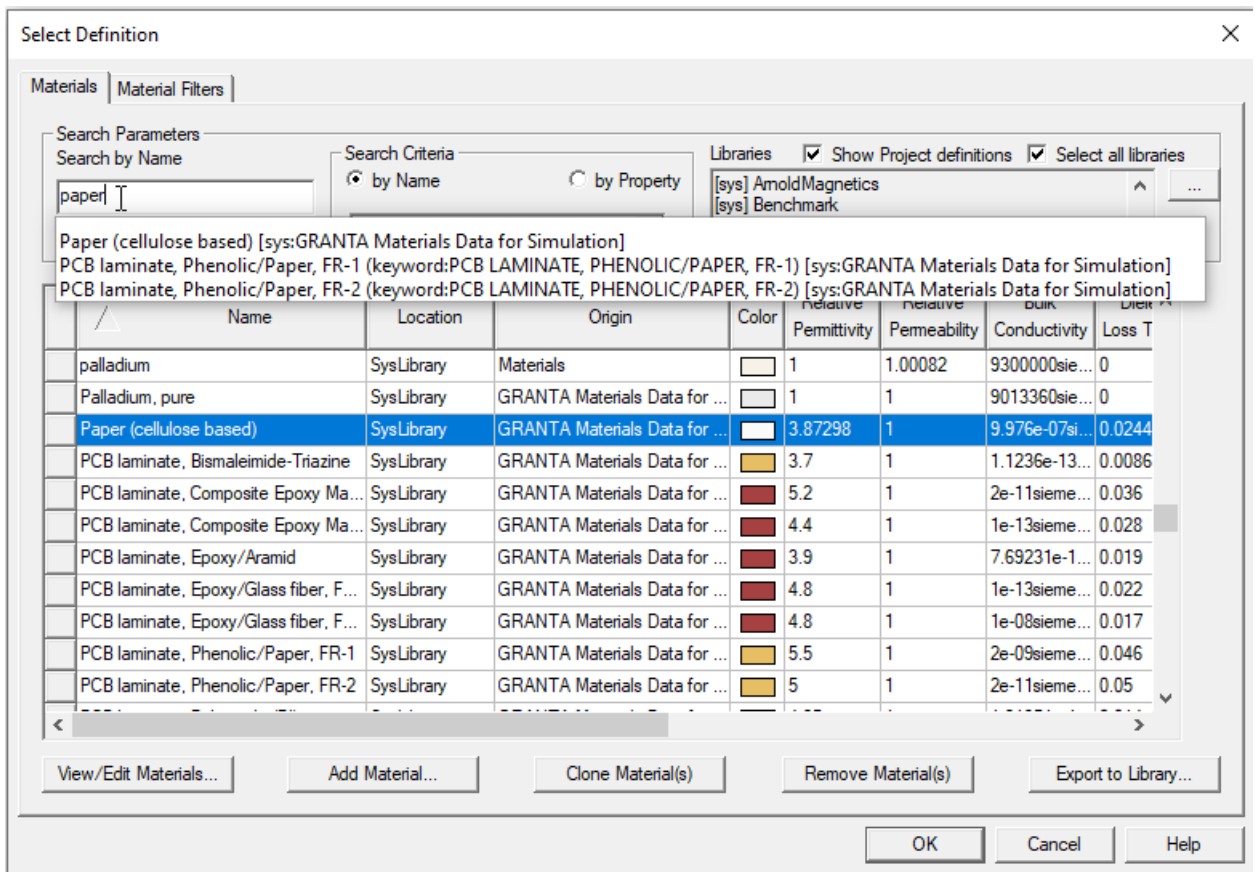 Select Definition
Materials Material Filters
Search Parameters
Search by Name
Search Criteria
Libraries Show Project definitions Select all libraries
paper
by Name by Property
[sys] ArnoldMagnetics
[sys] Benchmark
...
Paper (cellulose based) [sys:GRANTA Materials Data for Simulation]
PCB laminate, Phenolic/Paper, FR-1 (keyword:PCB LAMINATE, PHENOLIC/PAPER, FR-1) [sys:GRANTA Materials Data for Simulation]
PCB laminate, Phenolic/Paper, FR-2 (keyword:PCB LAMINATE, PHENOLIC/PAPER, FR-2) [sys:GRANTA Materials Data for Simulation]
Name Location Origin Color Relative Permittivity Relative Permeability Bulk Conductivity Loss T
palladium SysLibrary Materials 1 1.00082 9300000sie... 0
Palladium, pure SysLibrary GRANTA Materials Data for ... 1 1 9013360sie... 0
Paper (cellulose based) SysLibrary GRANTA Materials Data for ... 3.87298 1 9.976e-07si... 0.0244
PCB laminate, Bismaleimide-Triazine SysLibrary GRANTA Materials Data for ... 3.7 1 1.1236e-13... 0.0086
PCB laminate, Composite Epoxy Ma... SysLibrary GRANTA Materials Data for ... 5.2 1 2e-11sieme... 0.036
PCB laminate, Composite Epoxy Ma... SysLibrary GRANTA Materials Data for ... 4.4 1 1e-13sieme... 0.028
PCB laminate, Epoxy/Aramid SysLibrary GRANTA Materials Data for ... 3.9 1 7.69231e-1... 0.019
PCB laminate, Epoxy/Glass fiber, F... SysLibrary GRANTA Materials Data for ... 4.8 1 1e-13sieme... 0.022
PCB laminate, Epoxy/Glass fiber, F... SysLibrary GRANTA Materials Data for ... 4.8 1 1e-08sieme... 0.017
PCB laminate, Phenolic/Paper, FR-1 SysLibrary GRANTA Materials Data for ... 5.5 1 2e-09sieme... 0.046
PCB laminate, Phenolic/Paper, FR-2 SysLibrary GRANTA Materials Data for ... 5 1 2e-11sieme... 0.05
View/Edit Materials... Add Material... Clone Material(s) Remove Material(s) Export to Library...
OK Cancel Help